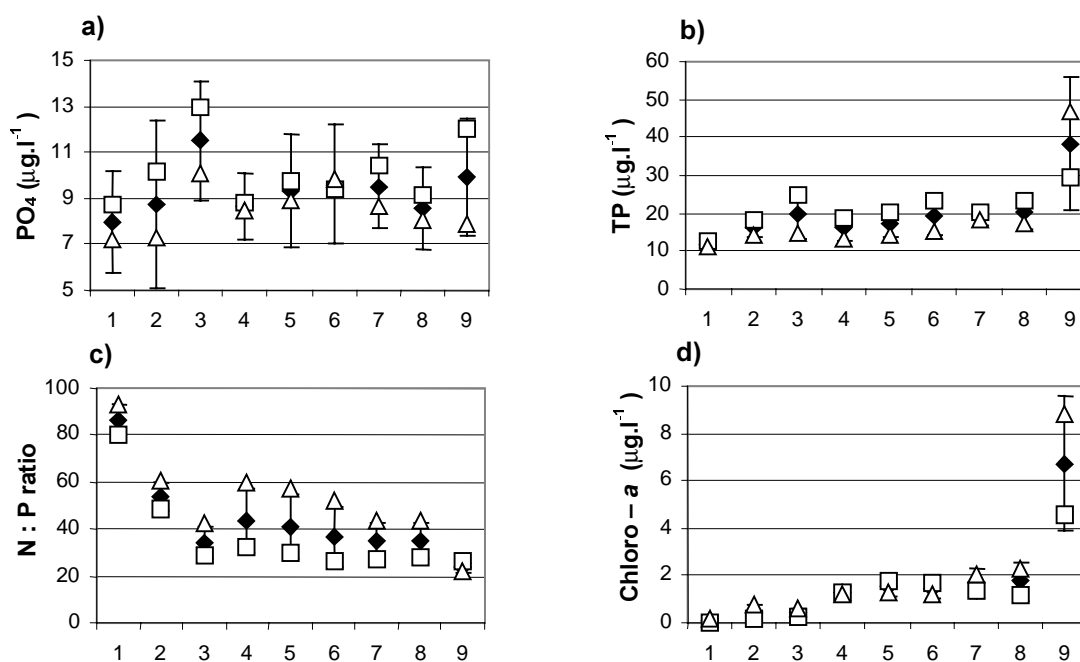 a)
PO₄ (µg.l⁻¹)
15
13
11
9
7
5
1 2 3 4 5 6 7 8 9
b)
TP (µg.l⁻¹)
60
50
40
30
20
10
0
1 2 3 4 5 6 7 8 9
c)
N : P ratio
100
80
60
40
20
0
1 2 3 4 5 6 7 8 9
d)
Chloro – a (µg.l⁻¹)
10
8
6
4
2
0
1 2 3 4 5 6 7 8 9